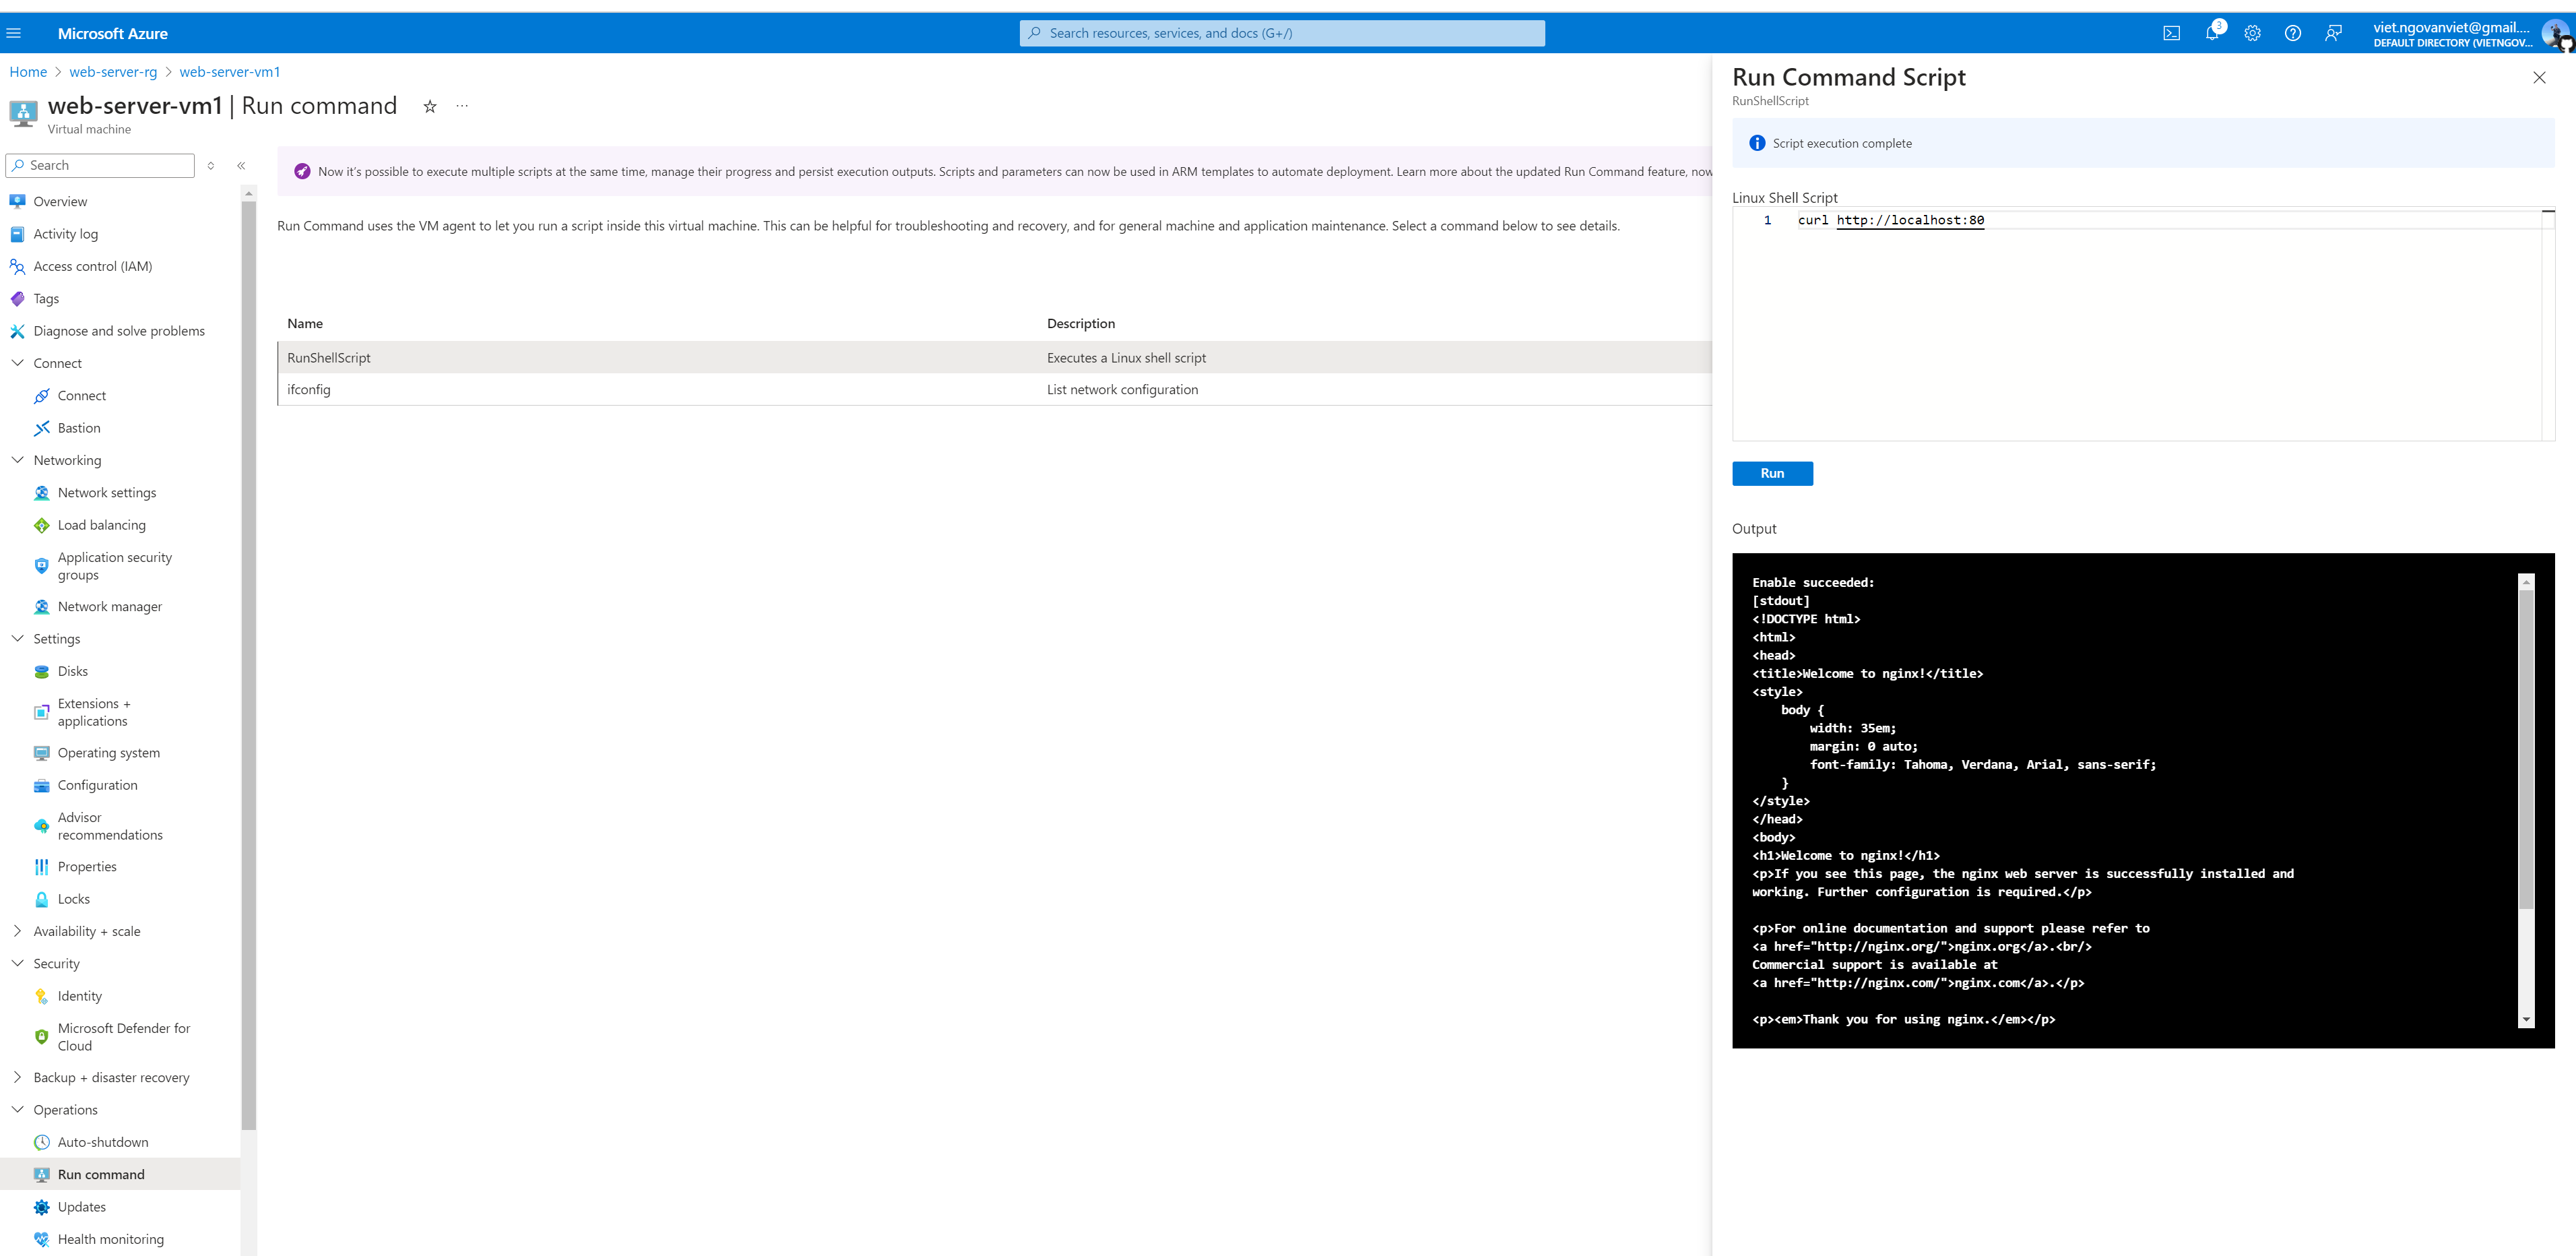 Microsoft Azure
Search resources, services, and docs (G+/)
3
viet.ngovanviet@gmail....
DEFAULT DIRECTORY (VIETNGOV...
Home > web-server-rg > web-server-vm1
web-server-vm1 | Run command
Virtual machine
Search
Overview
Activity log
Access control (IAM)
Tags
Diagnose and solve problems
Connect
Connect
Bastion
Networking
Network settings
Load balancing
Application security
groups
Network manager
Settings
Disks
Extensions +
applications
Operating system
Configuration
Advisor
recommendations
Properties
Locks
Availability + scale
Security
Identity
Microsoft Defender for
Cloud
Backup + disaster recovery
Operations
Auto-shutdown
Run command
Updates
Health monitoring
Now it's possible to execute multiple scripts at the same time, manage their progress and persist execution outputs. Scripts and parameters can now be used in ARM templates to automate deployment. Learn more about the updated Run Command feature, now
Run Command uses the VM agent to let you run a script inside this virtual machine. This can be helpful for troubleshooting and recovery, and for general machine and application maintenance. Select a command below to see details.
Name Description
RunShellScript Executes a Linux shell script
ifconfig List network configuration
Run Command Script
RunShellScript
Script execution complete
Linux Shell Script
1 curl http://localhost:80
Run
Output
Enable succeeded:
[stdout]
<!DOCTYPE html>
<html>
<head>
<title>Welcome to nginx!</title>
<style>
body {
width: 35em;
margin: 0 auto;
font-family: Tahoma, Verdana, Arial, sans-serif;
}
</style>
</head>
<body>
<h1>Welcome to nginx!</h1>
<p>If you see this page, the nginx web server is successfully installed and
working. Further configuration is required.</p>
<p>For online documentation and support please refer to
<a href="http://nginx.org/">nginx.org</a>.<br/>
Commercial support is available at
<a href="http://nginx.com/">nginx.com</a>.</p>
<p><em>Thank you for using nginx.</em></p>